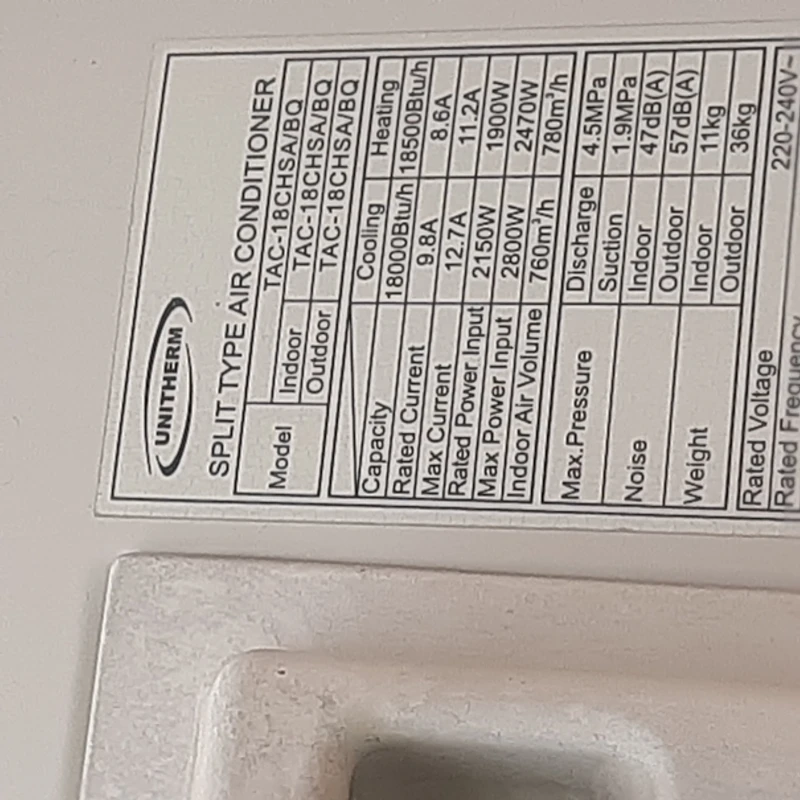 UNITHERM
SPLIT TYPE AIR CONDITIONER
Model TAC-18CHSA/BQ
Indoor TAC-18CHSA/BQ
Outdoor TAC-18CHSA/BQ
Cooling Heating
Capacity 18000Btu/h 18500Btu/h
Rated Current 9.8A 8.6A
Max Current 12.7A 11.2A
Rated Power Input 2150W 1900W
Max Power Input 2800W 2470W
Indoor Air Volume 760m³/h 780m³/h
Max.Pressure Discharge 4.5MPa
Suction 1.9MPa
Noise Indoor 47dB(A)
Outdoor 57dB(A)
Weight Indoor 11kg
Outdoor 36kg
Rated Voltage 220-240V~
Rated Frequency